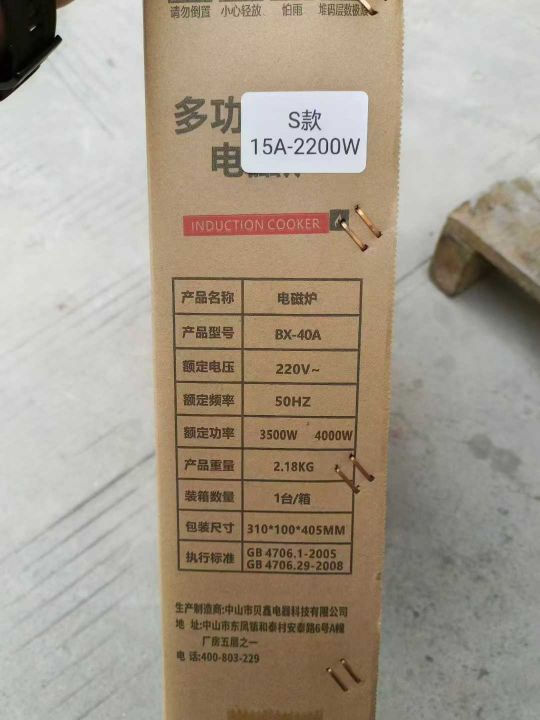 请勿倒置 小心轻放 怕雨 堆码层数极限
多功
S款
15A-2200W
电磁炉
INDUCTION COOKER
产品名称 电磁炉
产品型号 BX-40A
额定电压 220V~
额定频率 50HZ
额定功率 3500W 4000W
产品重量 2.18KG
装箱数量 1台/箱
包装尺寸 310*100*405MM
执行标准 GB 4706.1-2005
GB 4706.29-2008
生产制造商:中山市贝鑫电器科技有限公司
地 址:中山市东凤镇和泰村安泰路6号A幢
厂房五层之一
电 话:400-803-229